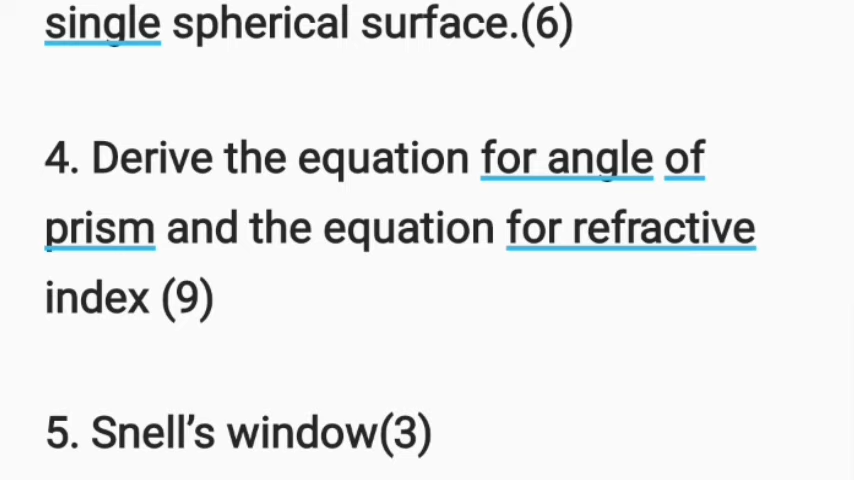 single spherical surface.(6)
4. Derive the equation for angle of
prism and the equation for refractive
index (9)
5. Snell’s window(3)